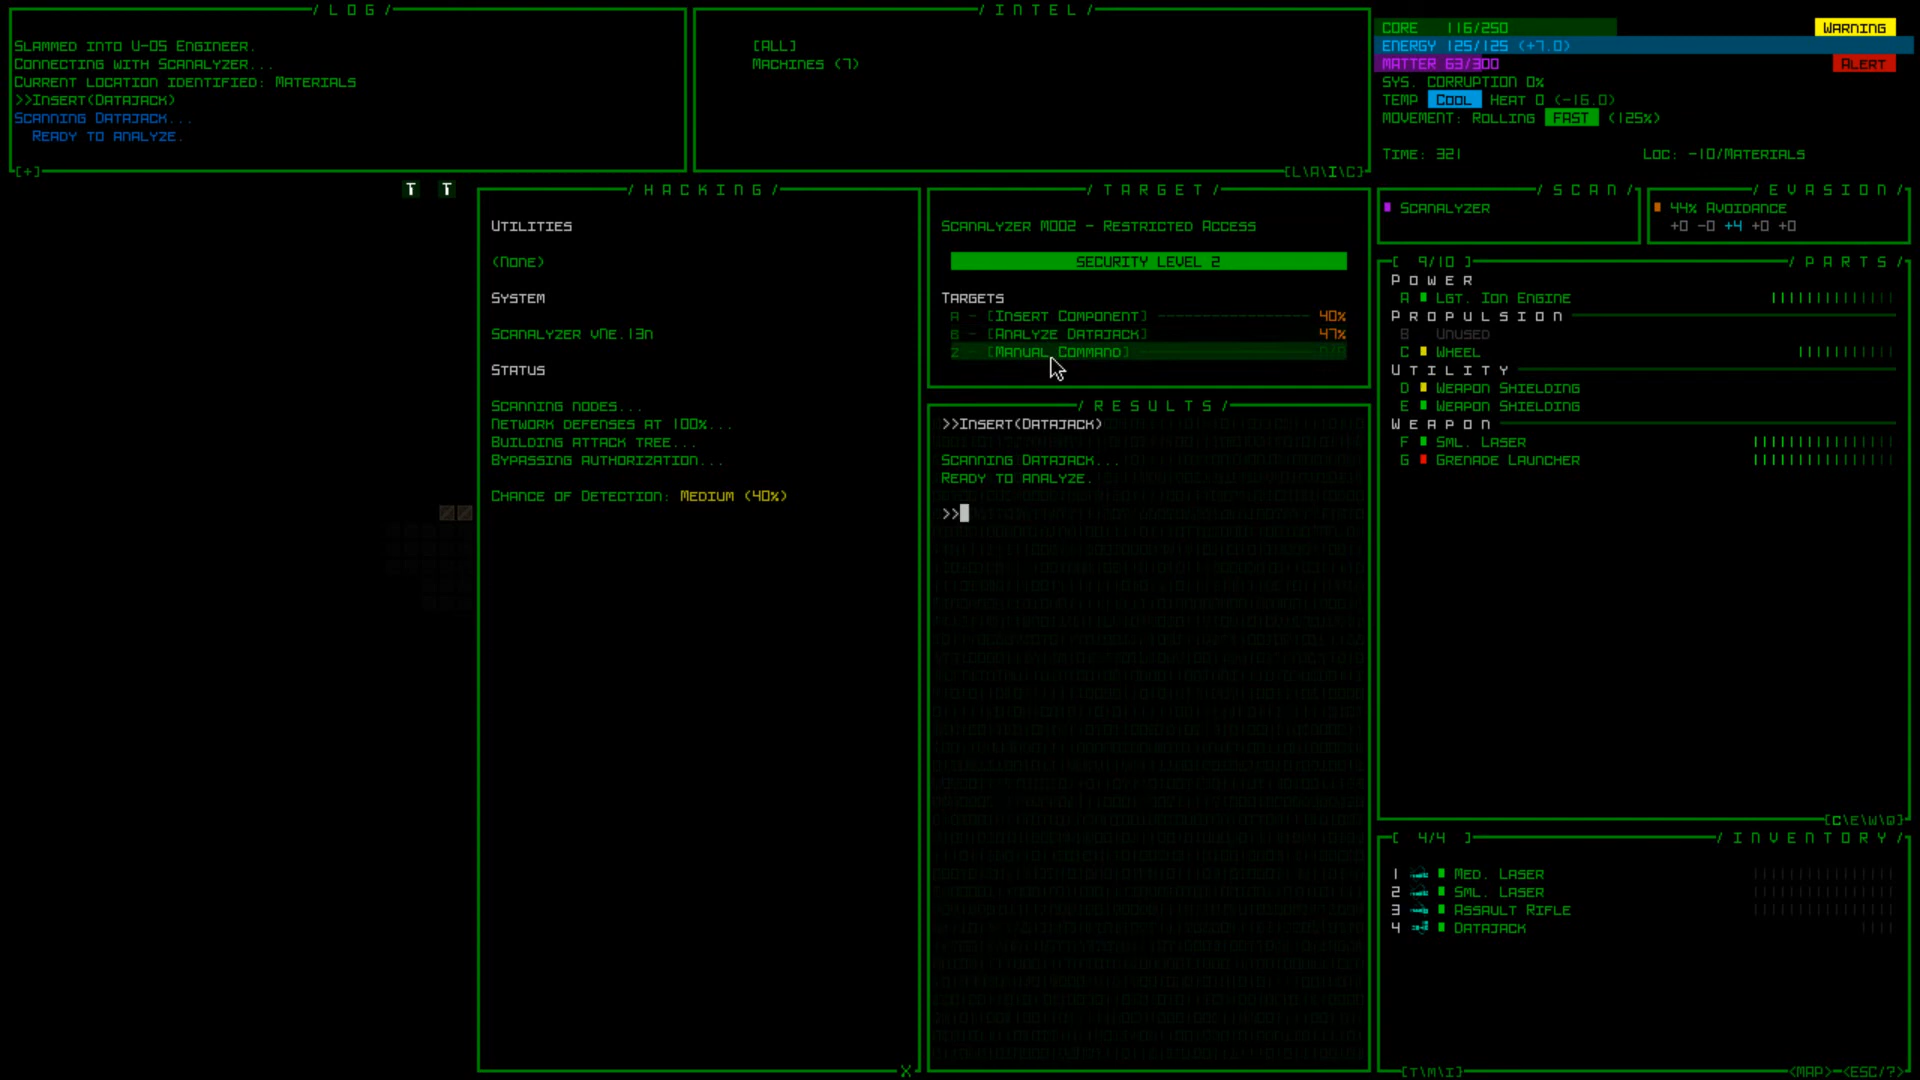 / L O G /
Slammed into U-05 Engineer.
Connecting with Scanalyzer...
Current location identified: Materials
>>Insert(Datajack)
Scanning Datajack...
Ready to analyze.
[+]
/ I N T E L /
[ALL]
Machines (7)
[L\A\I\C]
Core 116/250 Warning
Energy 125/125 (+7.0)
Matter 63/300 Alert
Sys. Corruption 0%
Temp Cool Heat 0 (-16.0)
Movement: Rolling FAST (125%)
Time: 321 Loc: -10/Materials
T T
/ H A C K I N G /
Utilities
(None)
System
Scanalyzer vNe.13n
Status
Scanning nodes...
Network defenses at 100%...
Building attack tree...
Bypassing authorization...
Chance of Detection: Medium (40%)
X
/ T A R G E T /
Scanalyzer M002 - Restricted Access
SECURITY LEVEL 2
Targets
A - [Insert Component] 40%
B - [Analyze Datajack] 47%
Z - [Manual Command]
/ R E S U L T S /
>>Insert(Datajack)
Scanning Datajack...
Ready to analyze.
>>
/ S C A N /
Scanalyzer
/ E V A S I O N /
44% Avoidance
+0 -0 +4 +0 +0
[ 9/10 ] / P A R T S /
P o w e r
A Lgt. Ion Engine
P r o p u l s i o n
B Unused
C Wheel
U t i l i t y
D Weapon Shielding
E Weapon Shielding
W e a p o n
F Sml. Laser
G Grenade Launcher
[C\E\W\Q]
[ 4/4 ] / I N V E N T O R Y /
1 Med. Laser
2 Sml. Laser
3 Assault Rifle
4 Datajack
[T\M\I] <MAP>-<ESC/?>